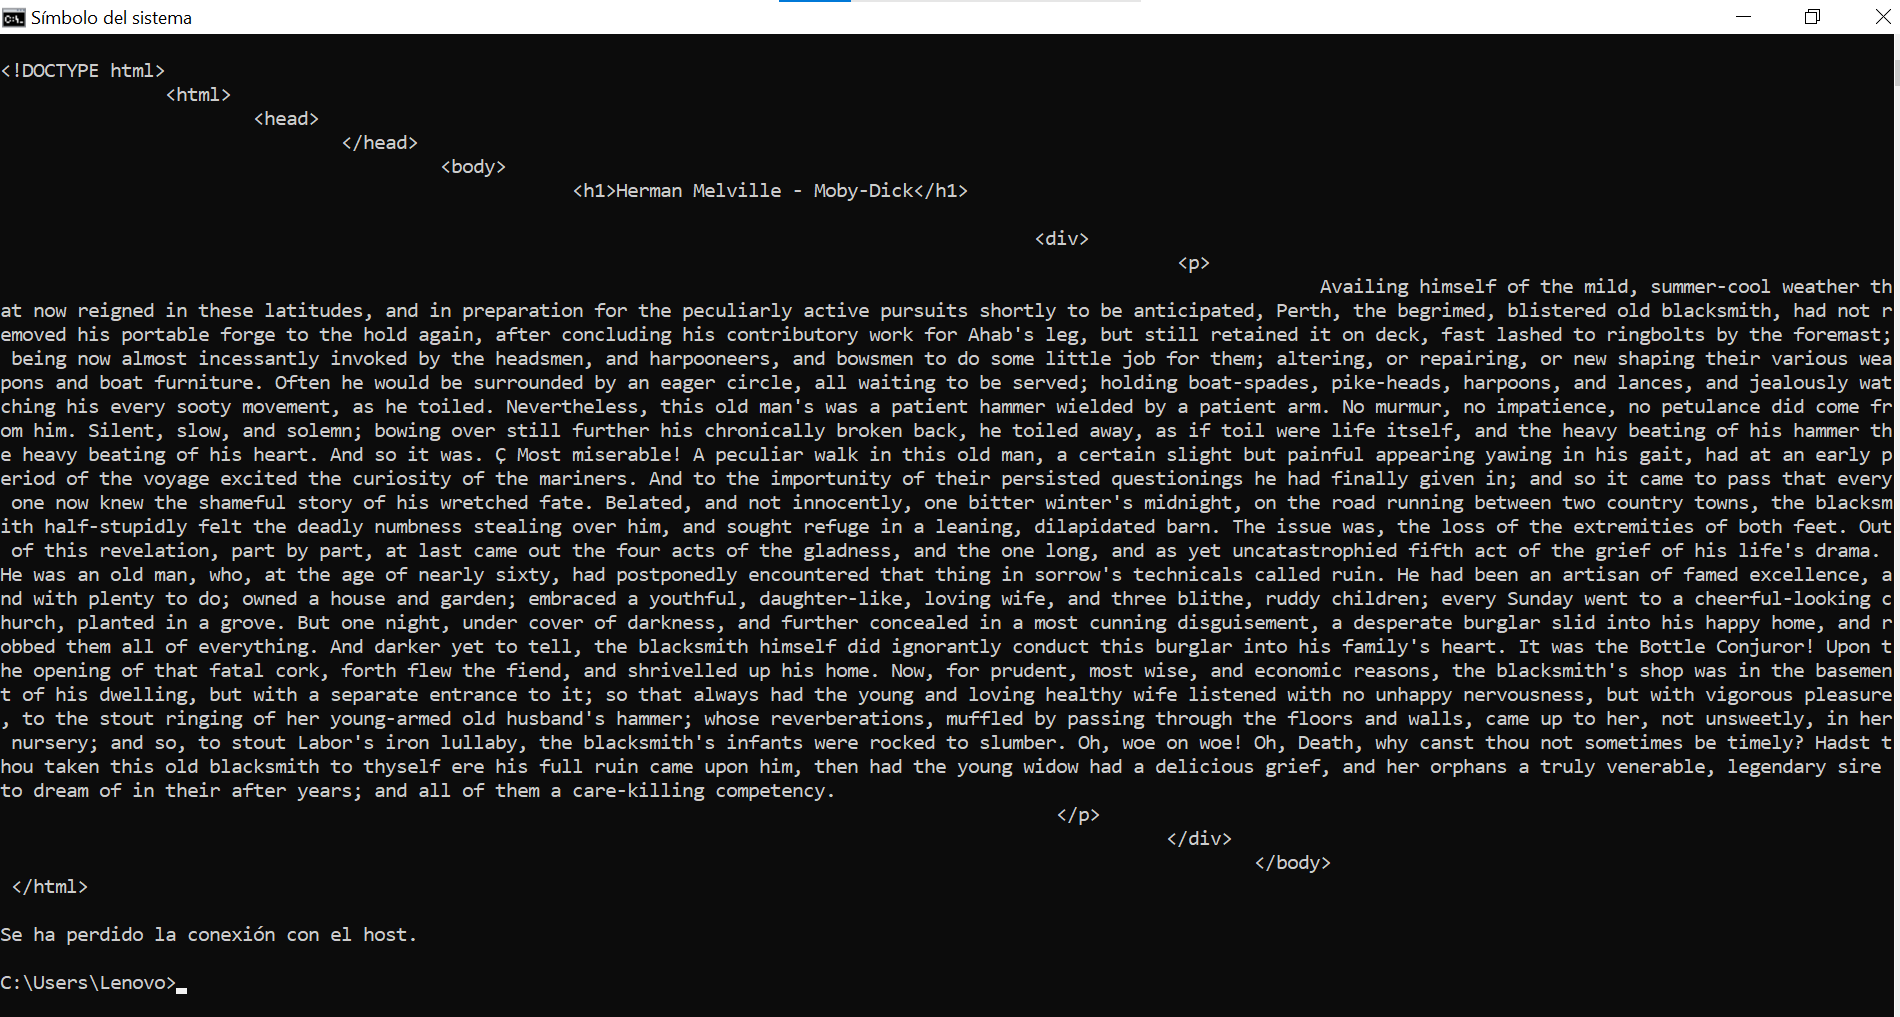 Símbolo del sistema
<!DOCTYPE html>
<html>
<head>
</head>
<body>
<h1>Herman Melville - Moby-Dick</h1>
<div>
<p>
Availing himself of the mild, summer-cool weather th
at now reigned in these latitudes, and in preparation for the peculiarly active pursuits shortly to be anticipated, Perth, the begrimed, blistered old blacksmith, had not r
emoved his portable forge to the hold again, after concluding his contributory work for Ahab's leg, but still retained it on deck, fast lashed to ringbolts by the foremast;
being now almost incessantly invoked by the headsmen, and harpooneers, and bowsmen to do some little job for them; altering, or repairing, or new shaping their various wea
pons and boat furniture. Often he would be surrounded by an eager circle, all waiting to be served; holding boat-spades, pike-heads, harpoons, and lances, and jealously wat
ching his every sooty movement, as he toiled. Nevertheless, this old man's was a patient hammer wielded by a patient arm. No murmur, no impatience, no petulance did come fr
om him. Silent, slow, and solemn; bowing over still further his chronically broken back, he toiled away, as if toil were life itself, and the heavy beating of his hammer th
e heavy beating of his heart. And so it was. Ç Most miserable! A peculiar walk in this old man, a certain slight but painful appearing yawing in his gait, had at an early p
eriod of the voyage excited the curiosity of the mariners. And to the importunity of their persisted questionings he had finally given in; and so it came to pass that every
one now knew the shameful story of his wretched fate. Belated, and not innocently, one bitter winter's midnight, on the road running between two country towns, the blacksm
ith half-stupidly felt the deadly numbness stealing over him, and sought refuge in a leaning, dilapidated barn. The issue was, the loss of the extremities of both feet. Out
of this revelation, part by part, at last came out the four acts of the gladness, and the one long, and as yet uncatastrophied fifth act of the grief of his life's drama.
He was an old man, who, at the age of nearly sixty, had postponedly encountered that thing in sorrow's technicals called ruin. He had been an artisan of famed excellence, a
nd with plenty to do; owned a house and garden; embraced a youthful, daughter-like, loving wife, and three blithe, ruddy children; every Sunday went to a cheerful-looking c
hurch, planted in a grove. But one night, under cover of darkness, and further concealed in a most cunning disguisement, a desperate burglar slid into his happy home, and r
obbed them all of everything. And darker yet to tell, the blacksmith himself did ignorantly conduct this burglar into his family's heart. It was the Bottle Conjuror! Upon t
he opening of that fatal cork, forth flew the fiend, and shrivelled up his home. Now, for prudent, most wise, and economic reasons, the blacksmith's shop was in the basemen
t of his dwelling, but with a separate entrance to it; so that always had the young and loving healthy wife listened with no unhappy nervousness, but with vigorous pleasure
, to the stout ringing of her young-armed old husband's hammer; whose reverberations, muffled by passing through the floors and walls, came up to her, not unsweetly, in her
nursery; and so, to stout Labor's iron lullaby, the blacksmith's infants were rocked to slumber. Oh, woe on woe! Oh, Death, why canst thou not sometimes be timely? Hadst t
hou taken this old blacksmith to thyself ere his full ruin came upon him, then had the young widow had a delicious grief, and her orphans a truly venerable, legendary sire
to dream of in their after years; and all of them a care-killing competency.
</p>
</div>
</body>
</html>
Se ha perdido la conexión con el host.
C:\Users\Lenovo>